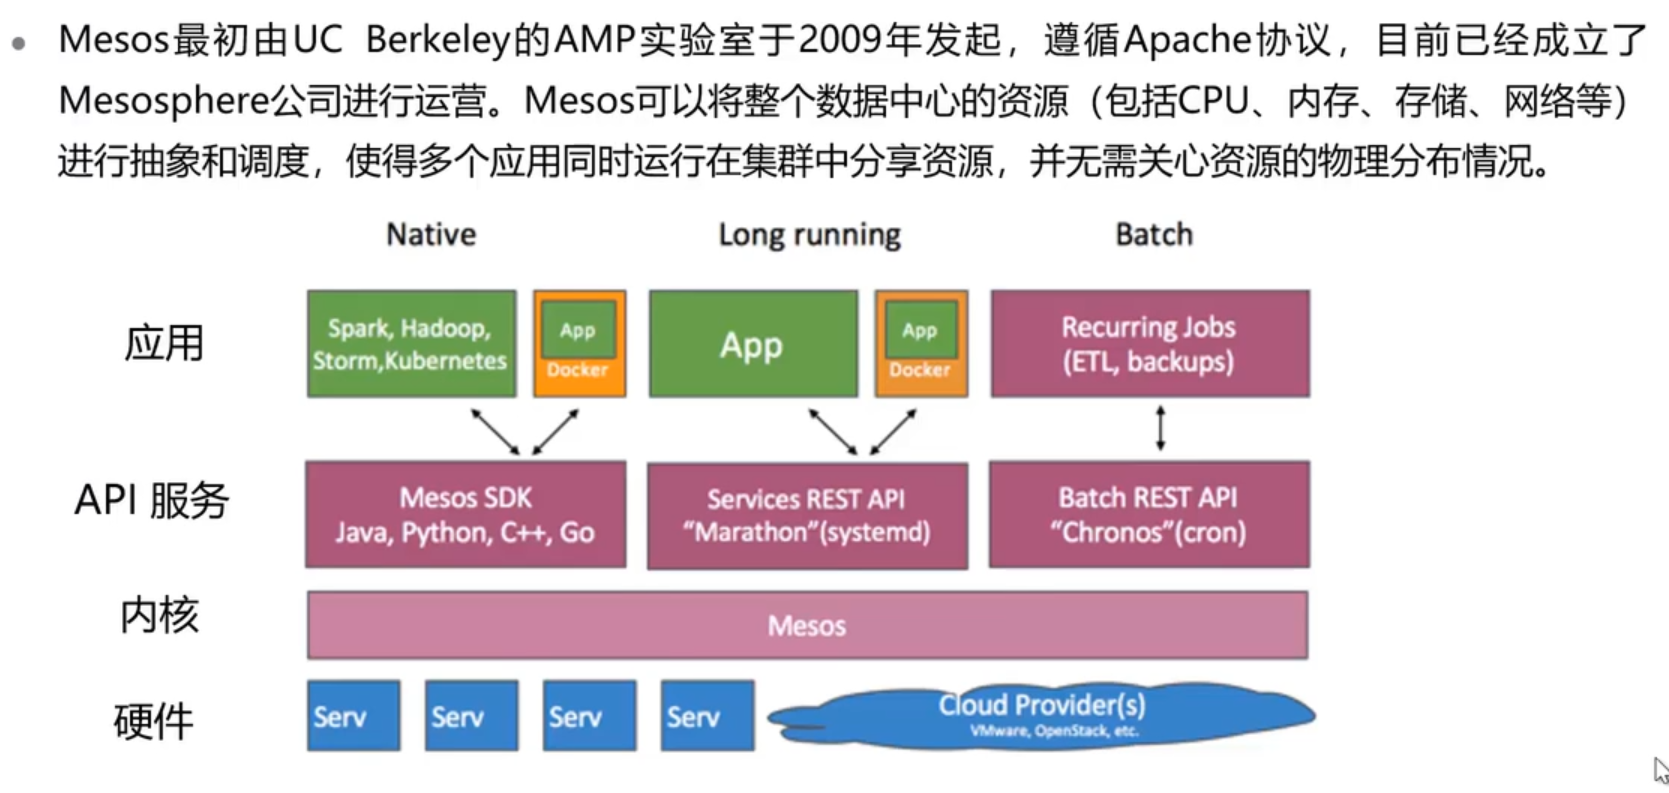 Mesos最初由UC Berkeley的AMP实验室于2009年发起，遵循Apache协议，目前已经成立了
Mesosphere公司进行运营。Mesos可以将整个数据中心的资源（包括CPU、内存、存储、网络等）
进行抽象和调度，使得多个应用同时运行在集群中分享资源，并无需关心资源的物理分布情况。
Native
Long running
Batch
应用
Spark, Hadoop,
Storm,Kubernetes
App
Docker
App
App
Docker
Recurring Jobs
(ETL, backups)
API 服务
Mesos SDK
Java, Python, C++, Go
Services REST API
“Marathon”(systemd)
Batch REST API
“Chronos”(cron)
内核
Mesos
硬件
Serv
Serv
Serv
Serv
Cloud Provider(s)
VMware, OpenStack, etc.